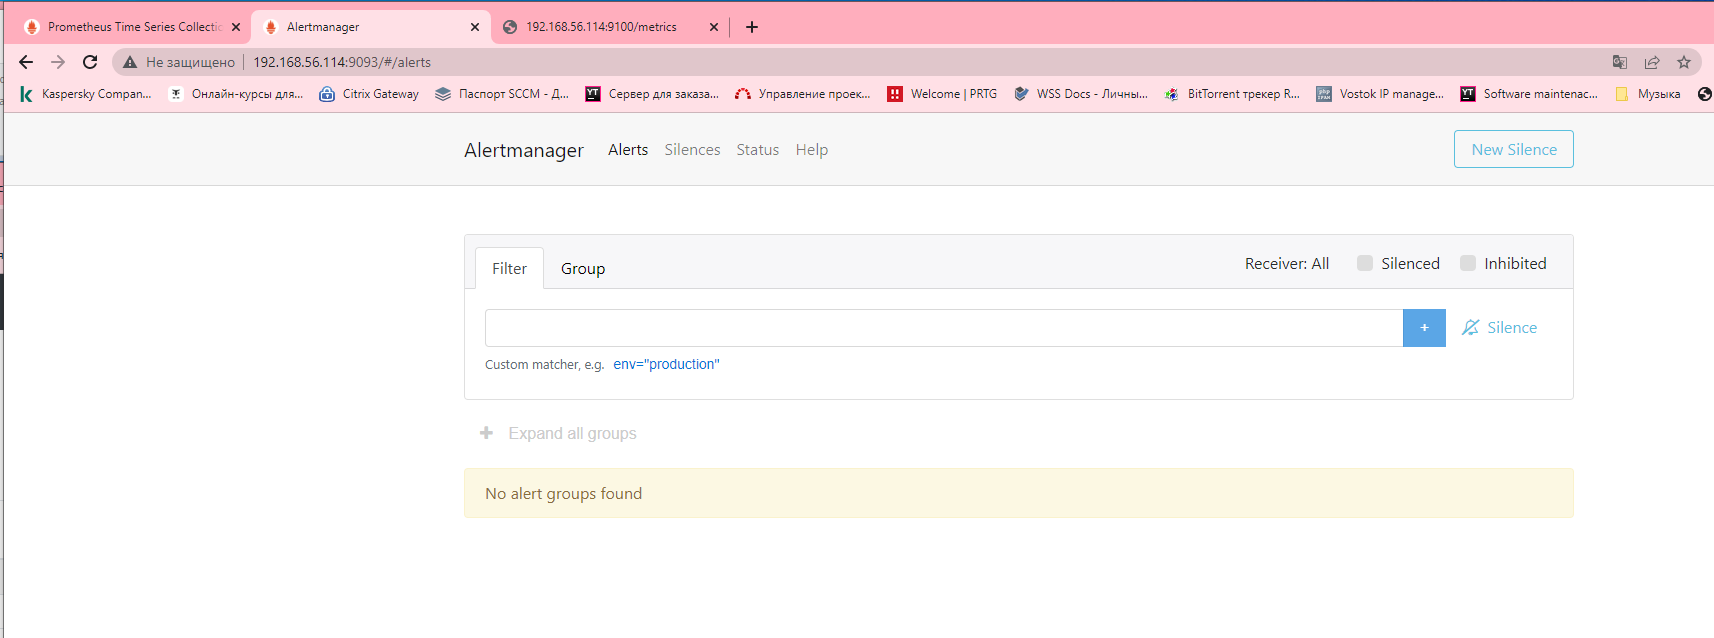 Prometheus Time Series Collectic
Alertmanager
192.168.56.114:9100/metrics
Не защищено
192.168.56.114:9093/#/alerts
Kaspersky Compan...
Онлайн-курсы для...
Citrix Gateway
Паспорт SCCM - Д...
Сервер для заказа...
Управление проек...
Welcome | PRTG
WSS Docs - Личны...
BitTorrent трекер R...
Vostok IP manage...
Software maintenac...
Музыка
Alertmanager
Alerts
Silences
Status
Help
New Silence
Filter
Group
Receiver: All
Silenced
Inhibited
+
Silence
Custom matcher, e.g. env="production"
Expand all groups
No alert groups found